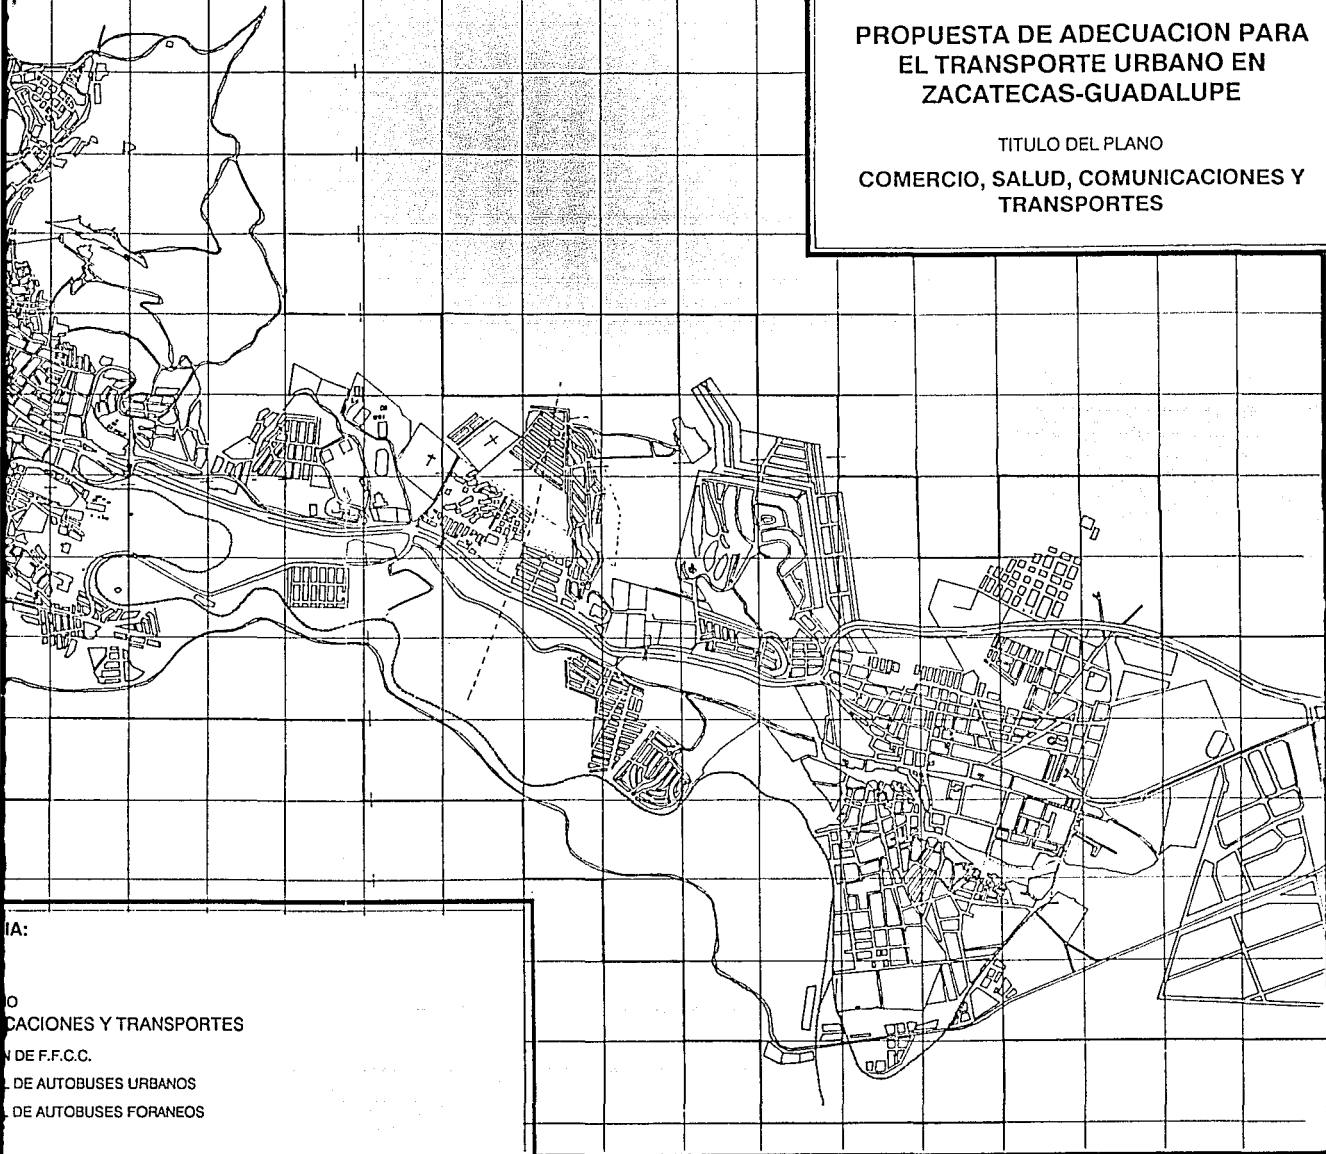 PROPUESTA DE ADECUACION PARA
EL TRANSPORTE URBANO EN
ZACATECAS-GUADALUPE
TITULO DEL PLANO
COMERCIO, SALUD, COMUNICACIONES Y
TRANSPORTES
IA:
O
CACIONES Y TRANSPORTES
N DE F.F.C.C.
L DE AUTOBUSES URBANOS
L DE AUTOBUSES FORANEOS